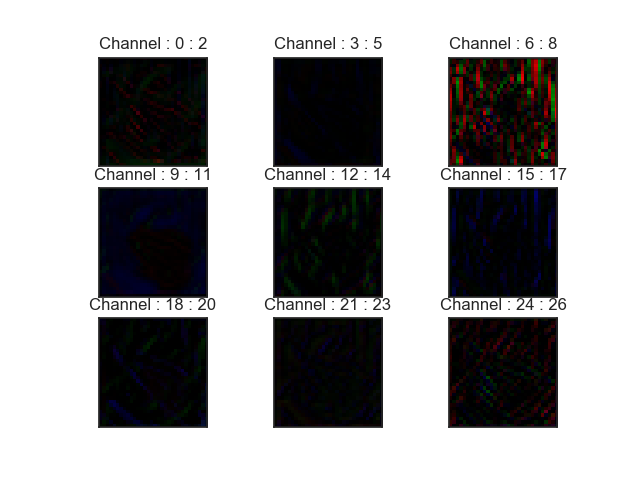 Channel : 0 : 2
Channel : 3 : 5
Channel : 6 : 8
Channel : 9 : 11
Channel : 12 : 14
Channel : 15 : 17
Channel : 18 : 20
Channel : 21 : 23
Channel : 24 : 26